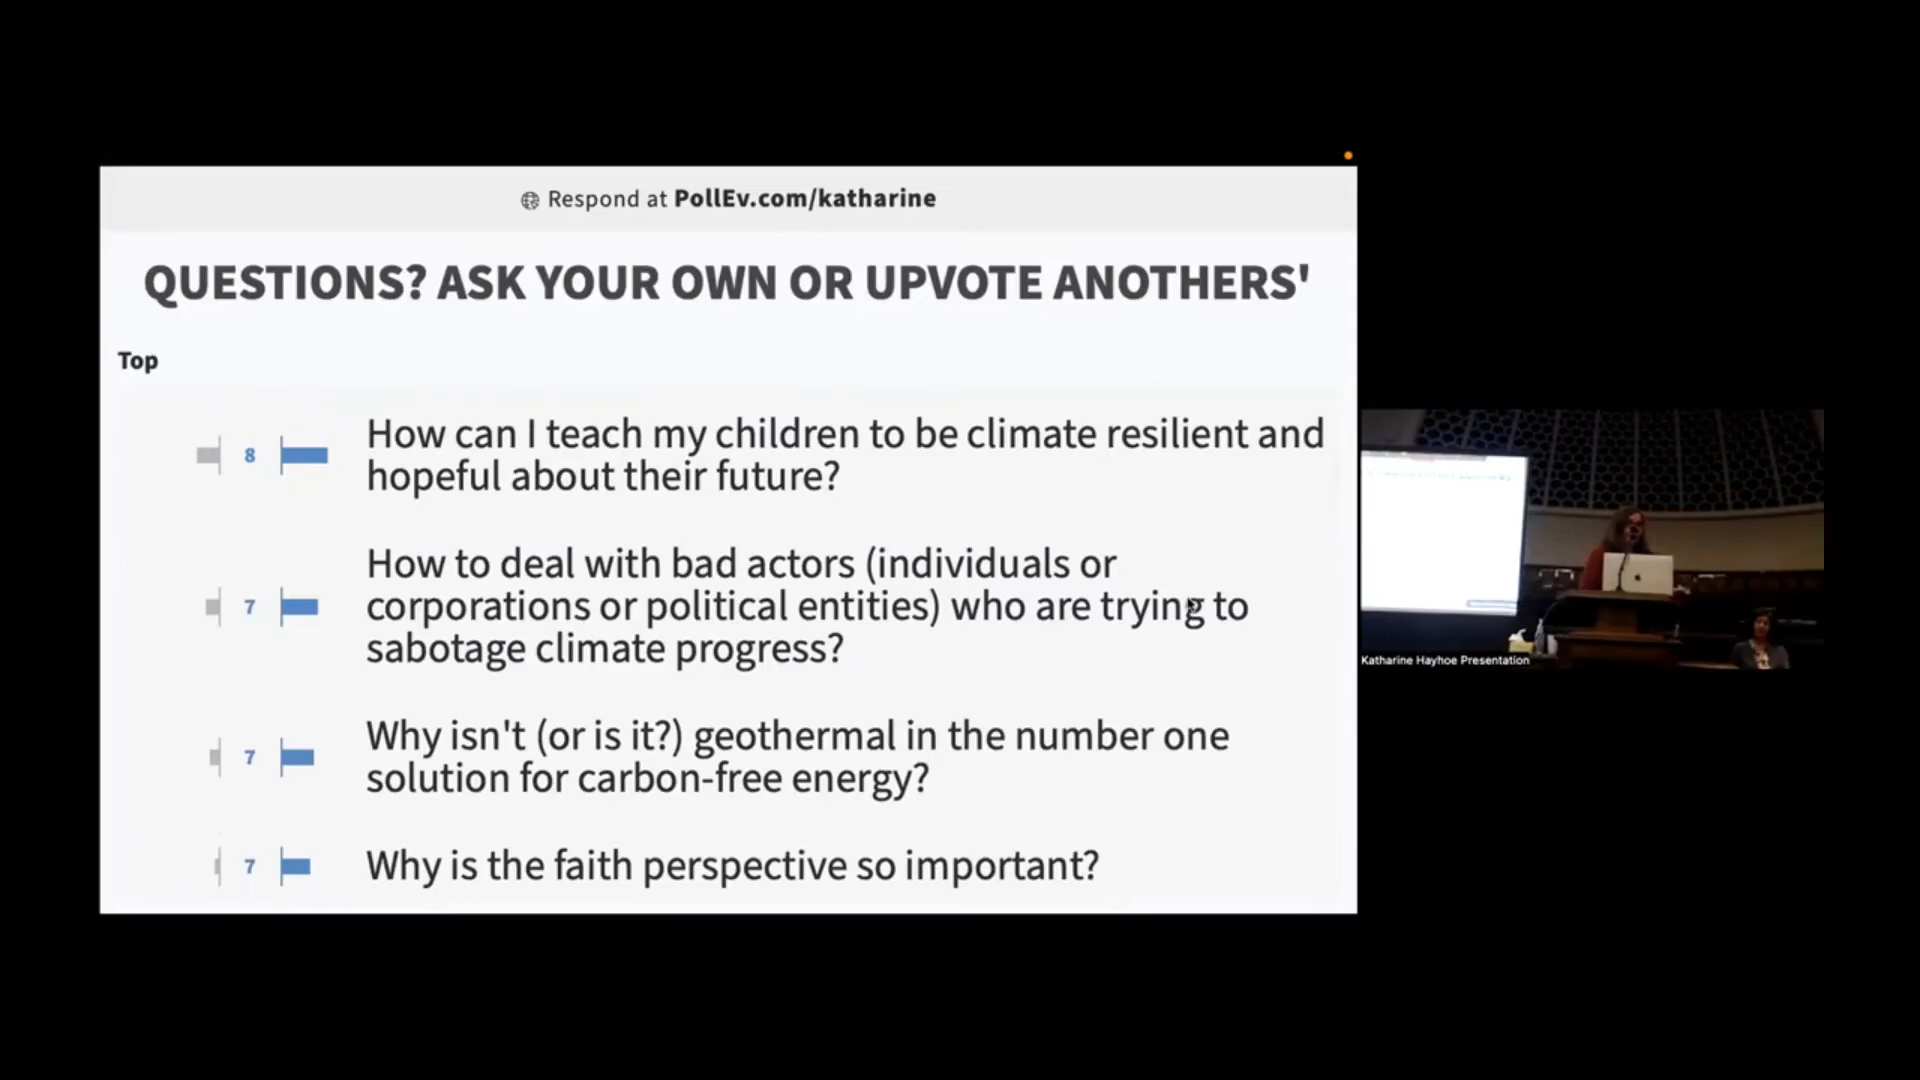 Respond at PollEv.com/katharine
QUESTIONS? ASK YOUR OWN OR UPVOTE ANOTHERS'
Top
8
How can I teach my children to be climate resilient and
hopeful about their future?
7
How to deal with bad actors (individuals or
corporations or political entities) who are trying to
sabotage climate progress?
7
Why isn't (or is it?) geothermal in the number one
solution for carbon-free energy?
7
Why is the faith perspective so important?
Katharine Hayhoe Presentation